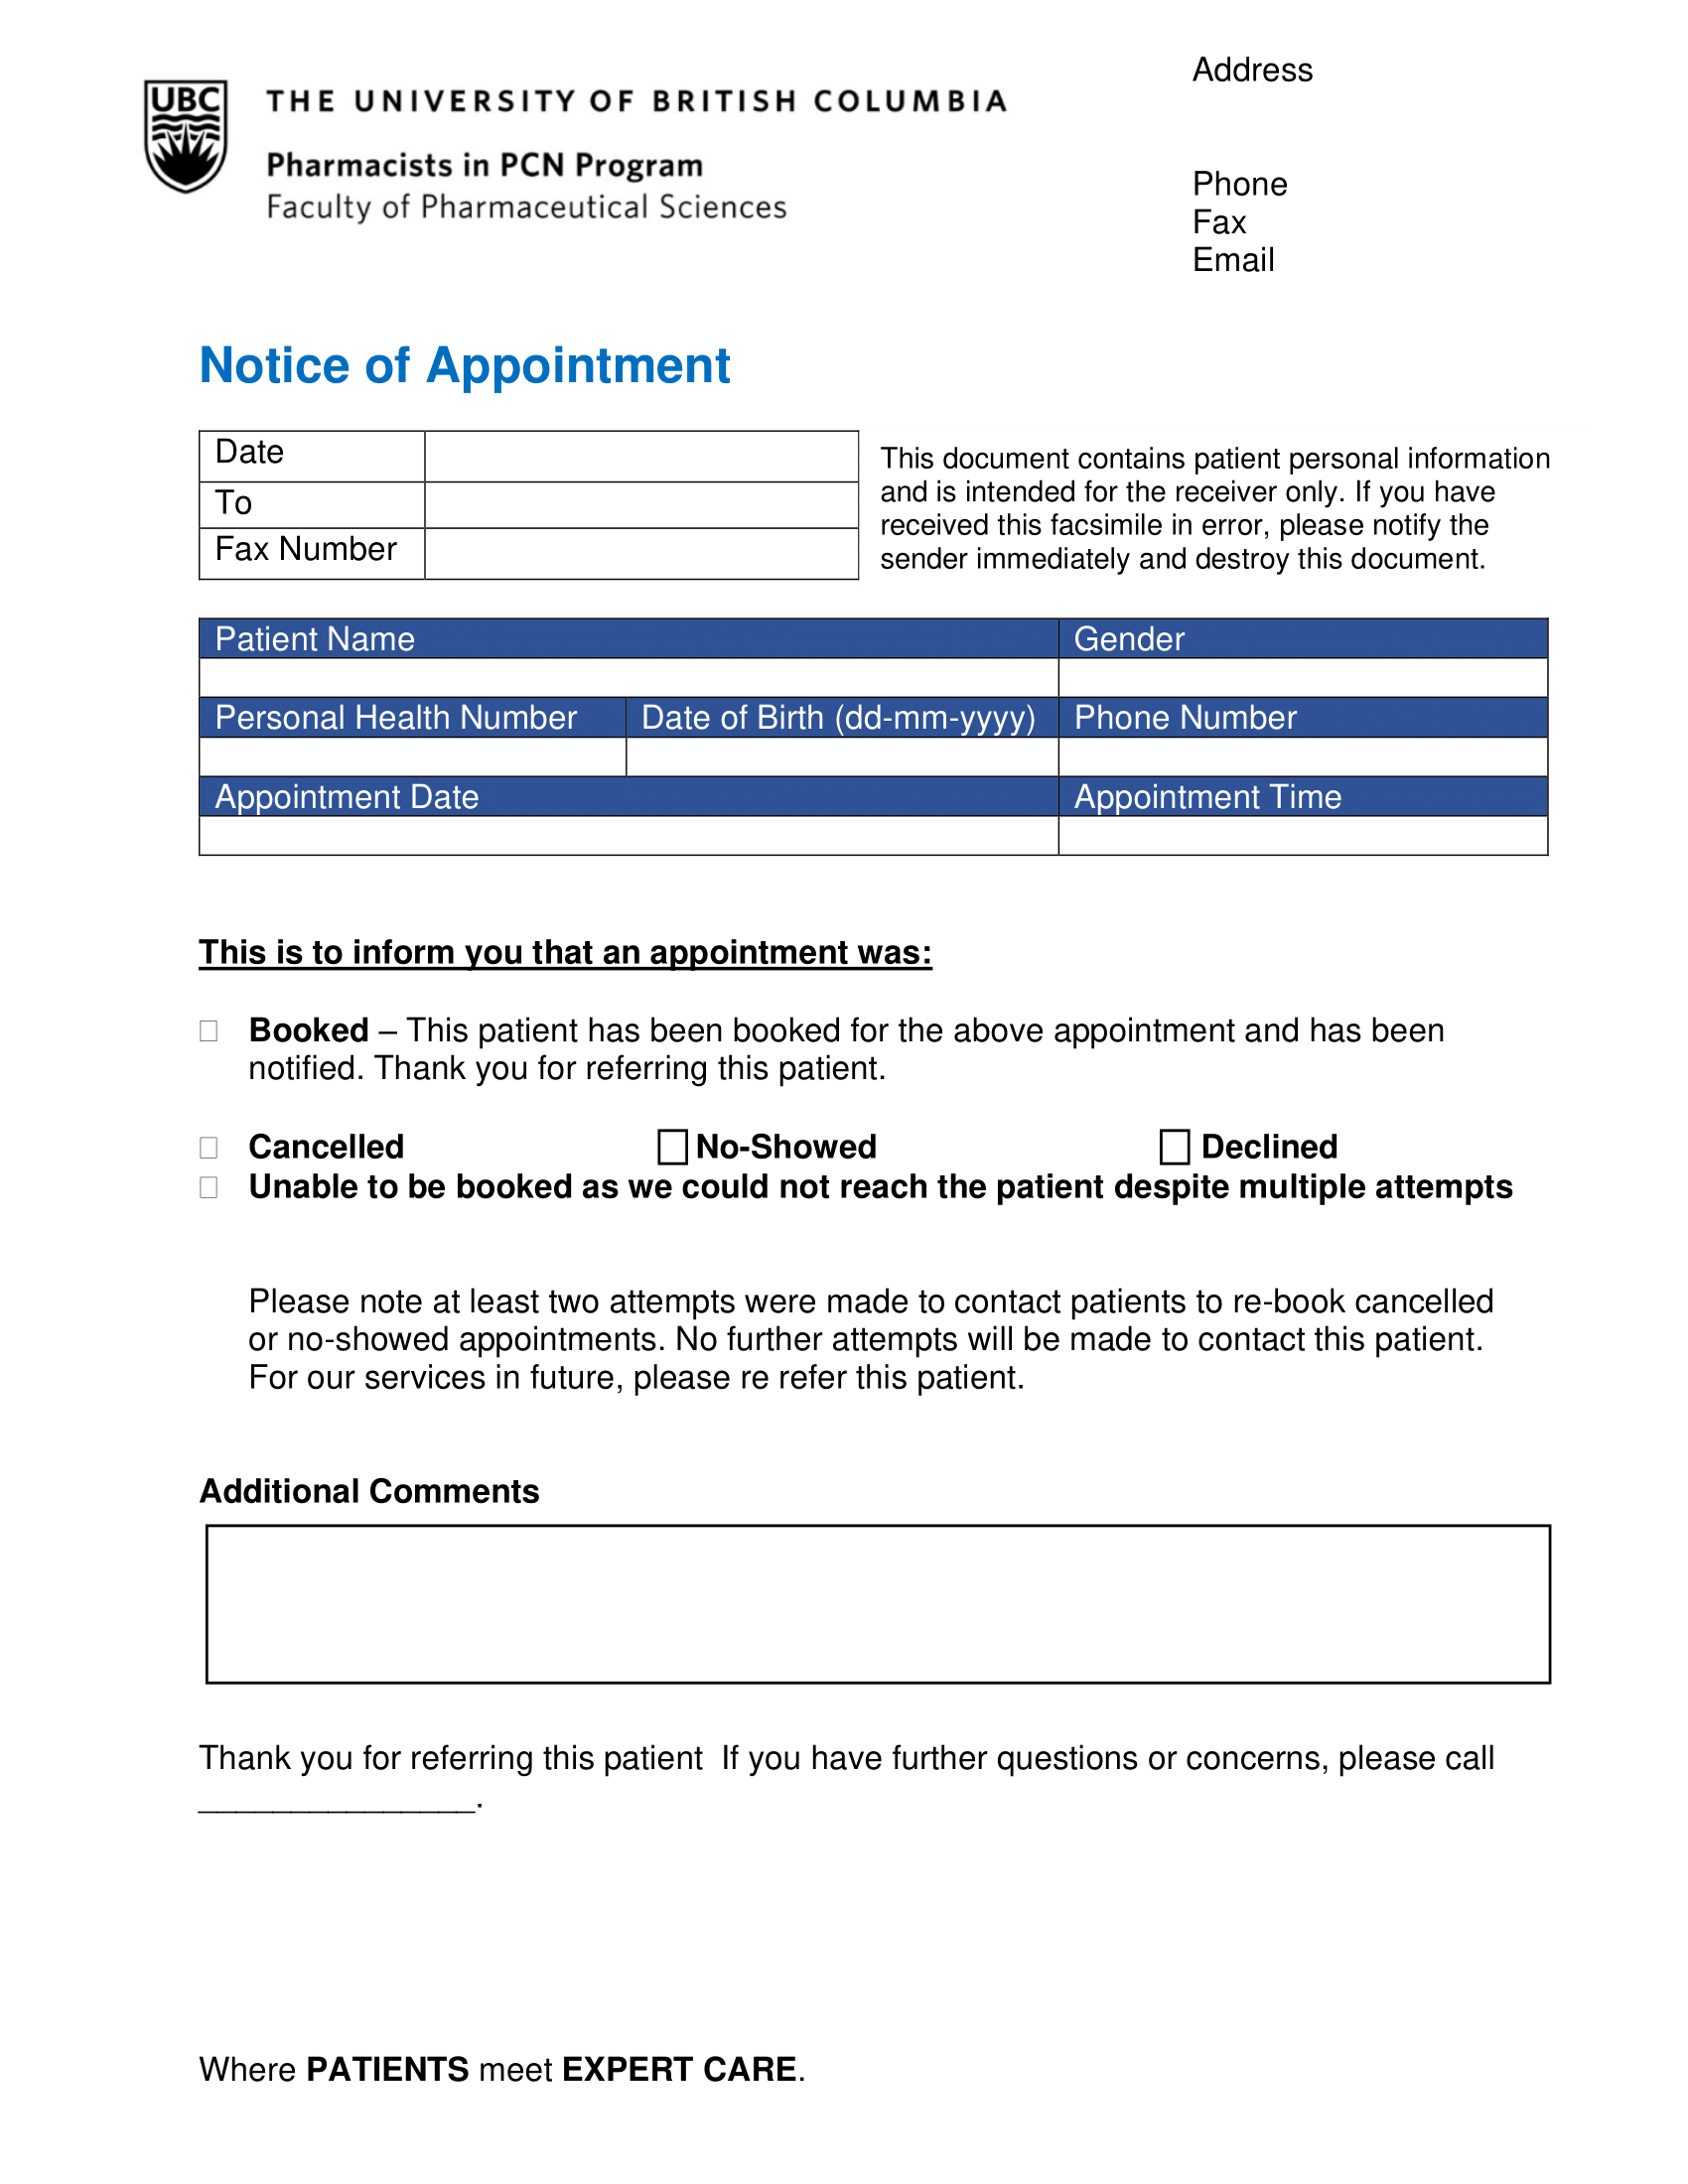 UBC
THE UNIVERSITY OF BRITISH COLUMBIA
Pharmacists in PCN Program
Faculty of Pharmaceutical Sciences
Address
Phone
Fax
Email
Notice of Appointment
Date
To
Fax Number
This document contains patient personal information
and is intended for the receiver only. If you have
received this facsimile in error, please notify the
sender immediately and destroy this document.
Patient Name Gender
Personal Health Number Date of Birth (dd-mm-yyyy) Phone Number
Appointment Date Appointment Time
This is to inform you that an appointment was:
Booked – This patient has been booked for the above appointment and has been
notified. Thank you for referring this patient.
Cancelled No-Showed Declined
Unable to be booked as we could not reach the patient despite multiple attempts
Please note at least two attempts were made to contact patients to re-book cancelled
or no-showed appointments. No further attempts will be made to contact this patient.
For our services in future, please re refer this patient.
Additional Comments
Thank you for referring this patient  If you have further questions or concerns, please call
_______________.
Where PATIENTS meet EXPERT CARE.